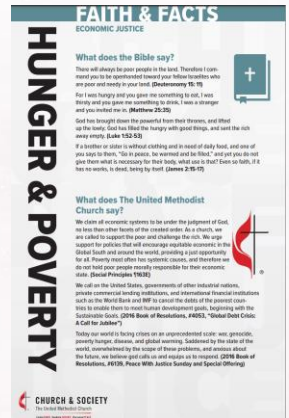 FAITH & FACTS
ECONOMIC JUSTICE
HUNGER & POVERTY
What does the Bible say?
There will always be poor people in the land. Therefore I com-
mand you to be openhanded toward your fellow Israelites who
are poor and needy in your land. (Deuteronomy 15: 11)
For I was hungry and you gave me something to eat, I was
thirsty and you gave me something to drink, I was a stranger
and you invited me in. (Matthew 25:35)
God has brought down the powerful from their thrones, and lifted
up the lowly; God has filled the hungry with good things, and sent the rich
away empty. (Luke 1:52-53)
If a brother or sister is without clothing and in need of daily food, and one of
you says to them, "Go in peace, be warmed and be filled," and yet you do not
give them what is necessary for their body, what use is that? Even so faith, if it
has no works, is dead, being by itself. (James 2:15-17)
What does The United Methodist
Church say?
We claim all economic systems to be under the judgment of God,
no less than other facets of the created order. As a church, we
are called to support the poor and challenge the rich. We urge
support for policies that will encourage equitable economic in the
Global South and around the world, providing a just opportunity
for all. Poverty most often has systemic causes, and therefore we
do not hold poor people morally responsible for their economic
state. (Social Principles ¶163E)
We call on the United States, governments of other industrial nations,
private commercial lending institutions, and international financial institutions
such as the World Bank and IMF to cancel the debts of the poorest coun-
tries to enable them to most human development goals, beginning with the
Sustainable Goals. (2016 Book of Resolutions, #4053, "Global Debt Crisis:
A Call for Jubilee")
Today our world is facing crises on an unprecedented scale: war, genocide,
poverty hunger, disease, and global warming. Saddened by the state of the
world, overwhelmed by the scope of these problems, and anxious about
the future, we believe god calls us and equips us to respond. (2016 Book of
Resolutions, #6139, Peace With Justice Sunday and Special Offering)
CHURCH & SOCIETY
The United Methodist Church